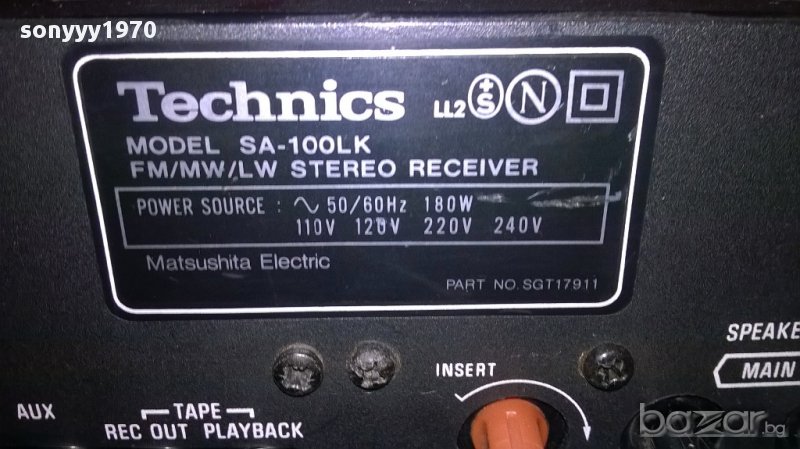 sonyyy1970
Technics
LL2 +S N
MODEL SA-100LK
FM/MW/LW STEREO RECEIVER
POWER SOURCE : ∿ 50/60Hz 180W
110V 120V 220V 240V
Matsushita Electric
PART NO. SGT17911
SPEAKE
MAIN
INSERT
AUX
TAPE
REC OUT PLAYBACK
bazar.bg